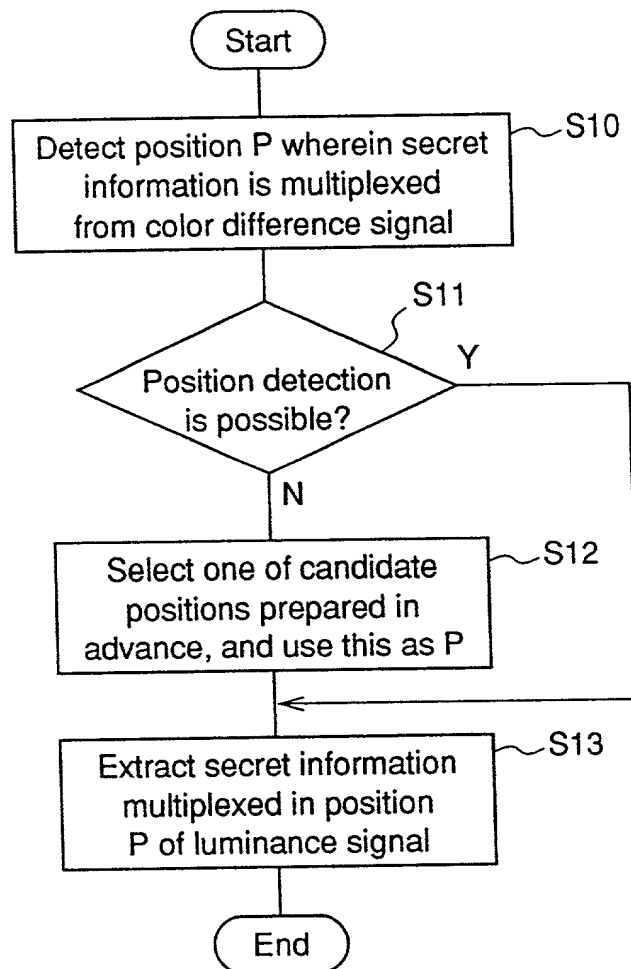 Start
S10
Detect position P wherein secret
information is multiplexed
from color difference signal
S11
Y
Position detection
is possible?
N
S12
Select one of candidate
positions prepared in
advance, and use this as P
S13
Extract secret information
multiplexed in position
P of luminance signal
End